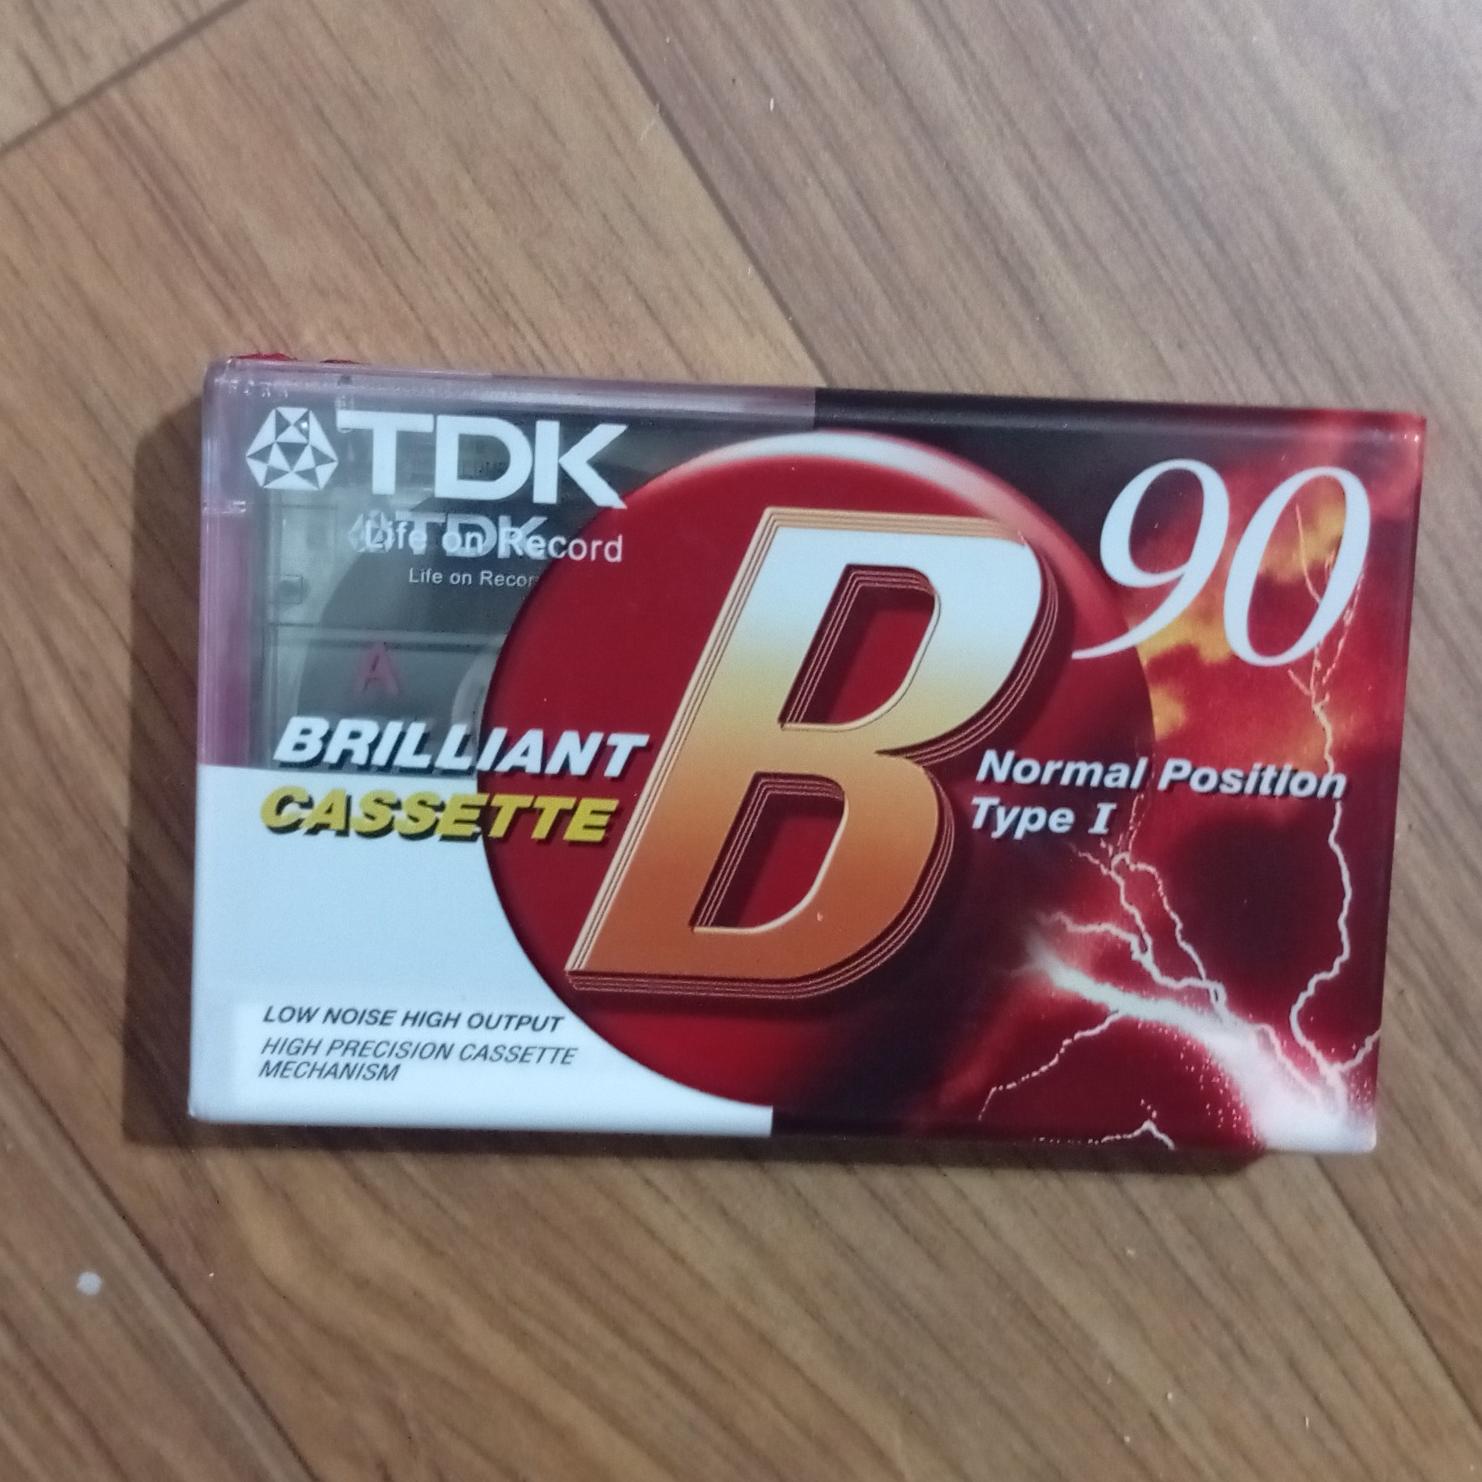 TDK
Life on Record
TDK
Life on Recor
A
BRILLIANT
CASSETTE
B
90
Normal Position
Type I
LOW NOISE HIGH OUTPUT
HIGH PRECISION CASSETTE
MECHANISM